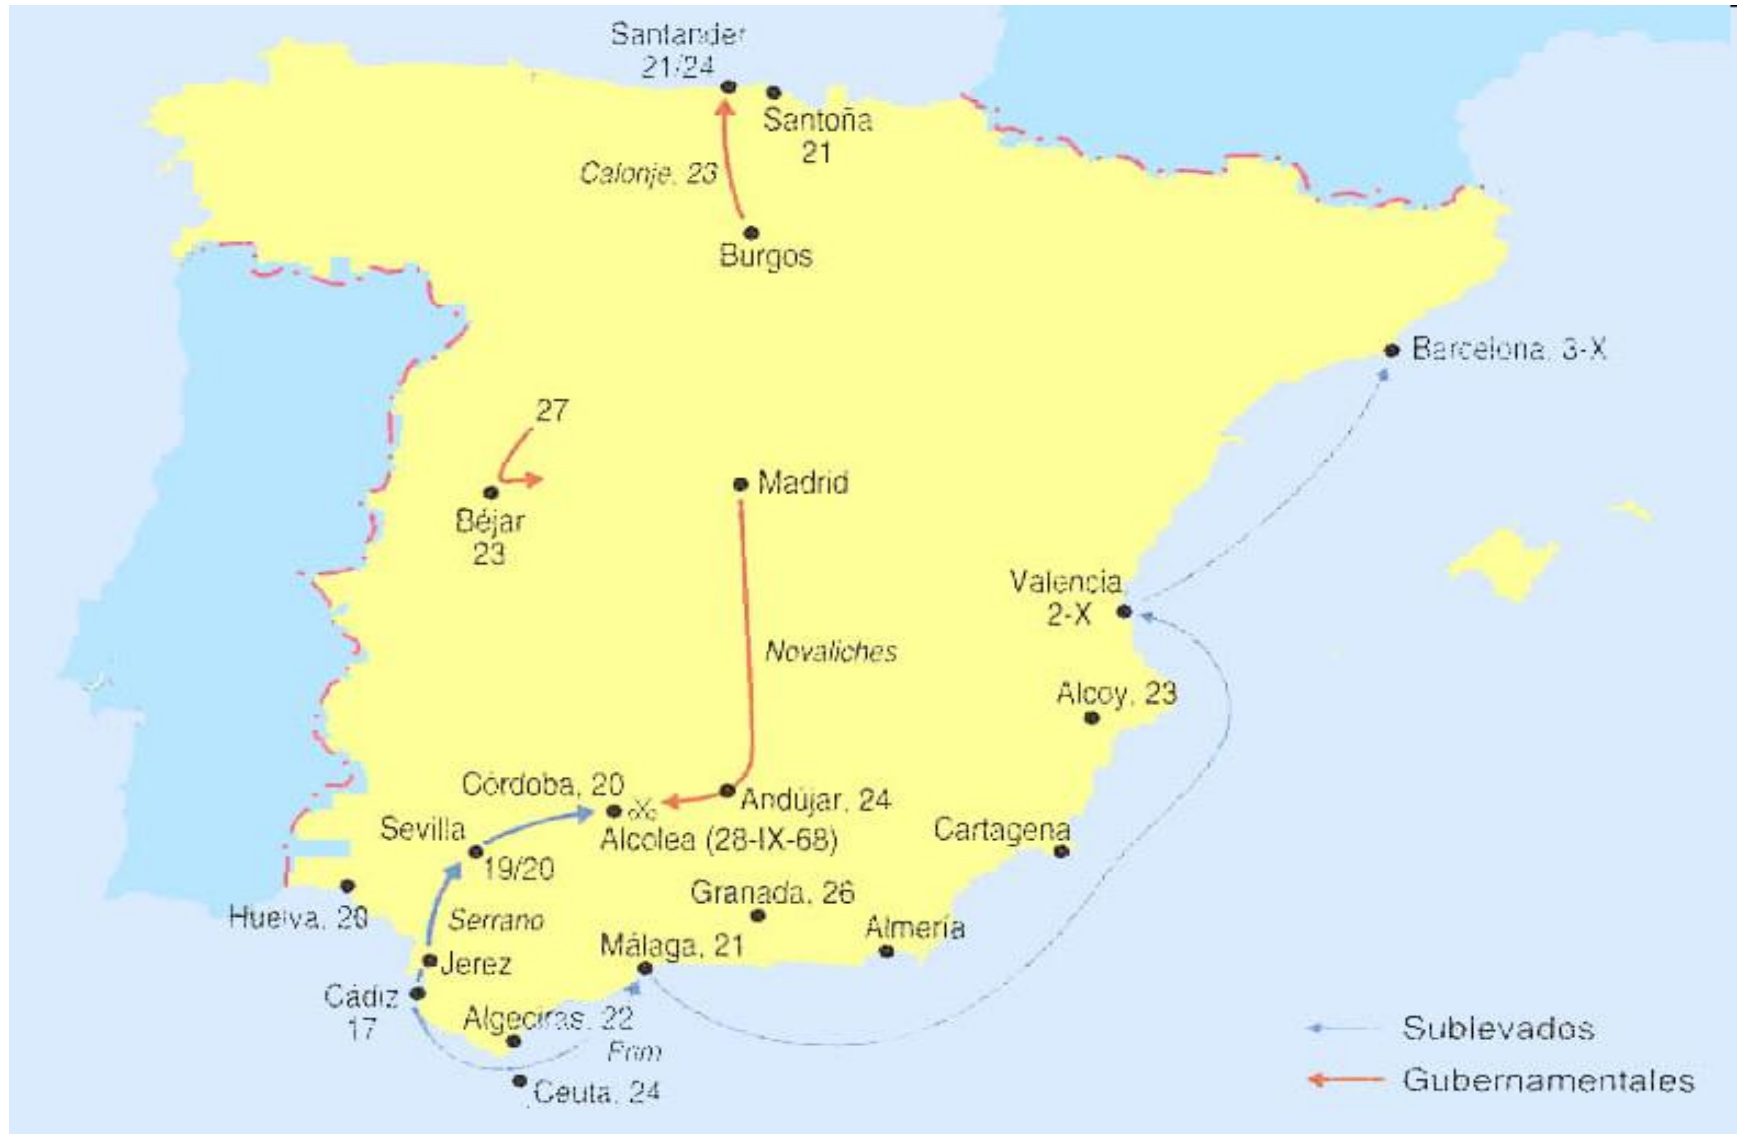 Santander
21/24
Santoña
21
Calonje, 23
Burgos
Barcelona, 3-X
27
Madrid
Béjar
23
Valencia
2-X
Novaliches
Alcoy, 23
Córdoba, 20
Andújar, 24
Sevilla
Alcolea (28-IX-68)
Cartagena
19/20
Granada, 26
Huelva, 20
Serrano
Almería
Málaga, 21
Jerez
Cádiz
17
Algeciras, 22
Prim
Ceuta, 24
Sublevados
Gubernamentales